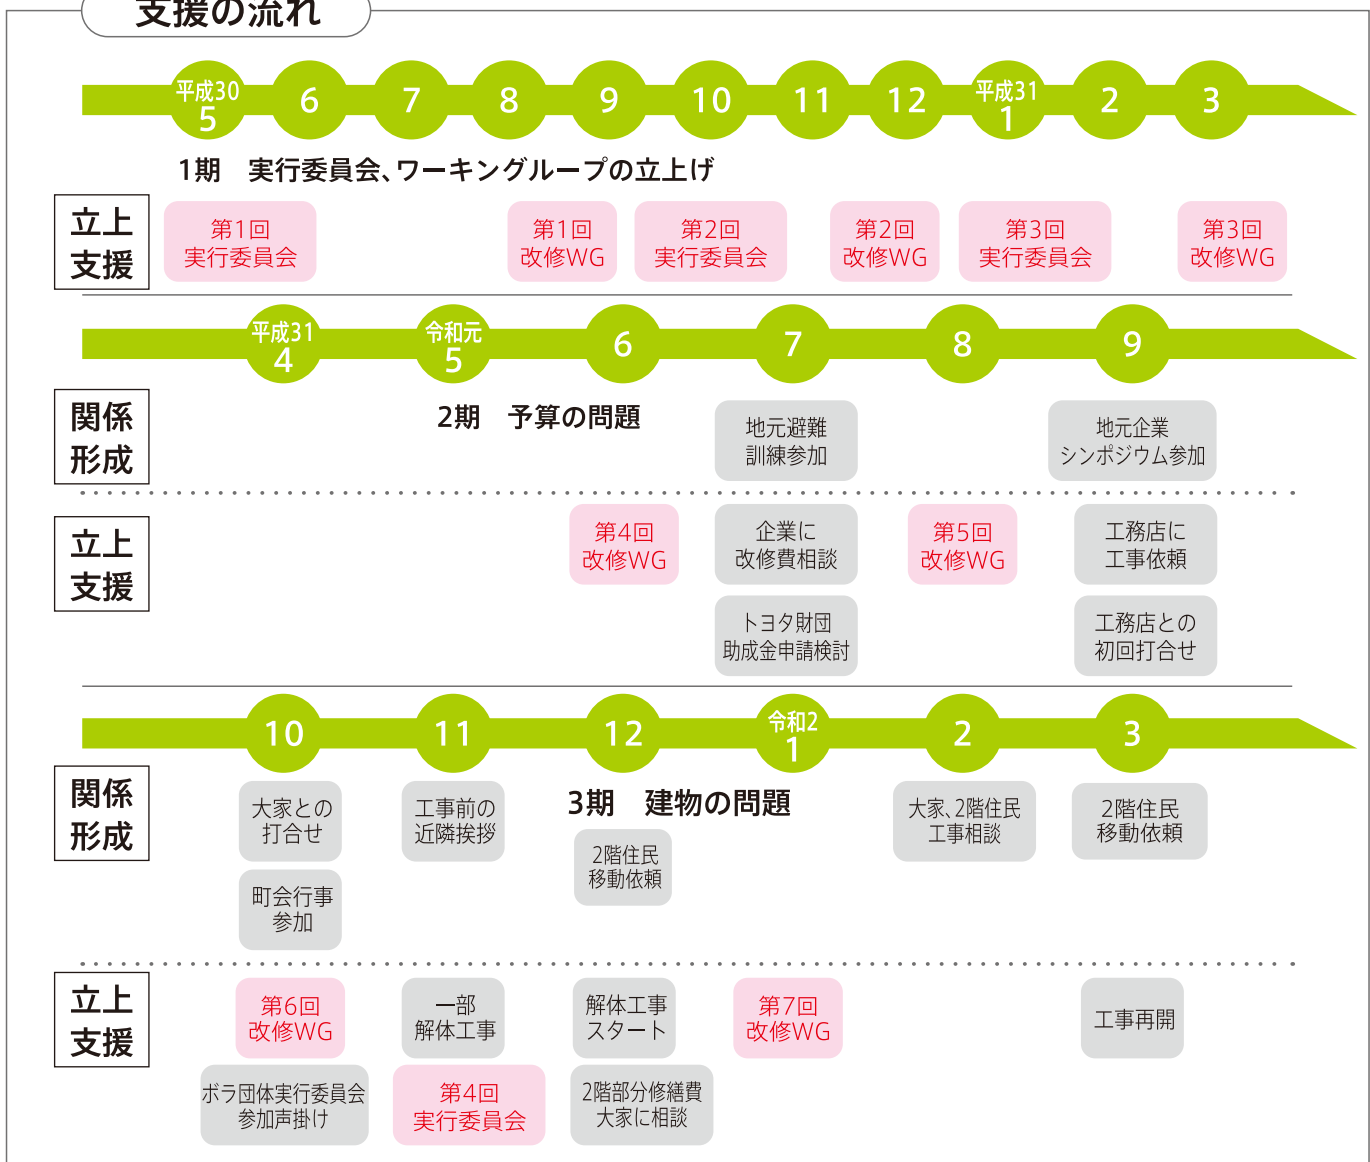 支援の流れ
平成30
5
6
7
8
9
10
11
12
平成31
1
2
3
1期 実行委員会、ワーキングループの立上げ
立上
支援
第1回
実行委員会
第1回
改修WG
第2回
実行委員会
第2回
改修WG
第3回
実行委員会
第3回
改修WG
平成31
4
令和元
5
6
7
8
9
関係
形成
2期 予算の問題
地元避難
訓練参加
地元企業
シンポジウム参加
立上
支援
第4回
改修WG
企業に
改修費相談
第5回
改修WG
工務店に
工事依頼
トヨタ財団
助成金申請検討
工務店との
初回打合せ
10
11
12
令和2
1
2
3
関係
形成
大家との
打合せ
工事前の
近隣挨拶
3期 建物の問題
2階住民
移動依頼
大家、2階住民
工事相談
2階住民
移動依頼
町会行事
参加
立上
支援
第6回
改修WG
一部
解体工事
解体工事
スタート
第7回
改修WG
工事再開
ボラ団体実行委員会
参加声掛け
第4回
実行委員会
2階部分修繕費
大家に相談